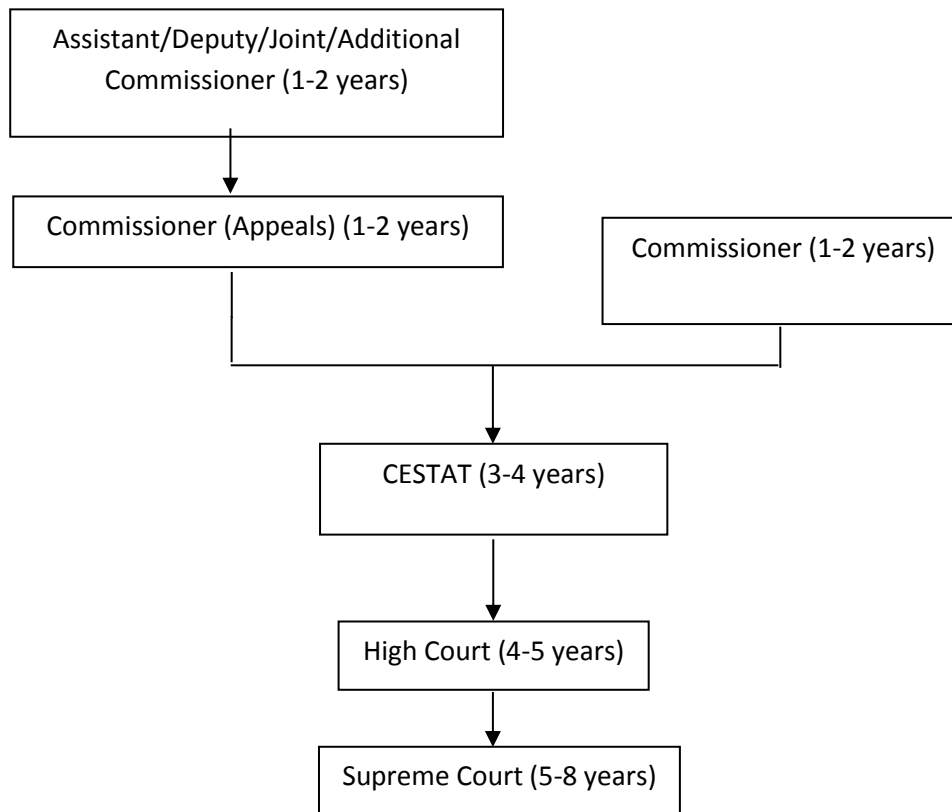 Assistant/Deputy/Joint/Additional
Commissioner (1-2 years)
Commissioner (Appeals) (1-2 years)
Commissioner (1-2 years)
CESTAT (3-4 years)
High Court (4-5 years)
Supreme Court (5-8 years)